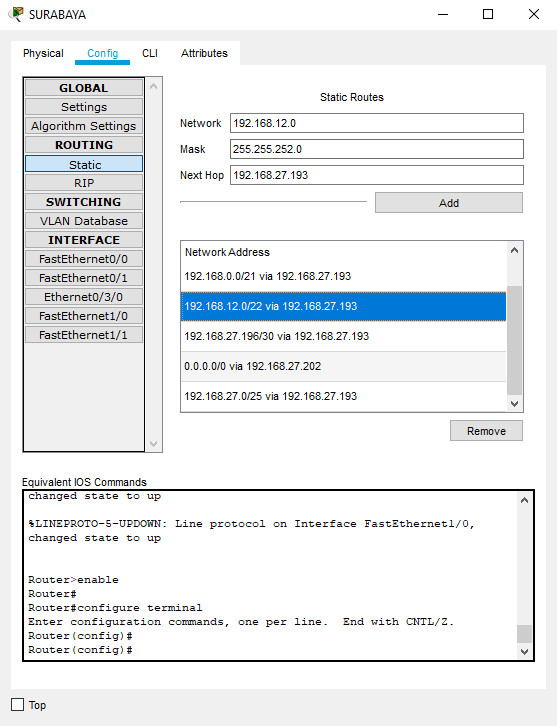 SURABAYA
Physical Config CLI Attributes
GLOBAL
Settings
Algorithm Settings
ROUTING
Static
RIP
SWITCHING
VLAN Database
INTERFACE
FastEthernet0/0
FastEthernet0/1
Ethernet0/3/0
FastEthernet1/0
FastEthernet1/1
Static Routes
Network 192.168.12.0
Mask 255.255.252.0
Next Hop 192.168.27.193
Add
Network Address
192.168.0.0/21 via 192.168.27.193
192.168.12.0/22 via 192.168.27.193
192.168.27.196/30 via 192.168.27.193
0.0.0.0/0 via 192.168.27.202
192.168.27.0/25 via 192.168.27.193
Remove
Equivalent IOS Commands
changed state to up
%LINEPROTO-5-UPDOWN: Line protocol on Interface FastEthernet1/0,
changed state to up
Router>enable
Router#
Router#configure terminal
Enter configuration commands, one per line.  End with CNTL/Z.
Router(config)#
Router(config)#
Top